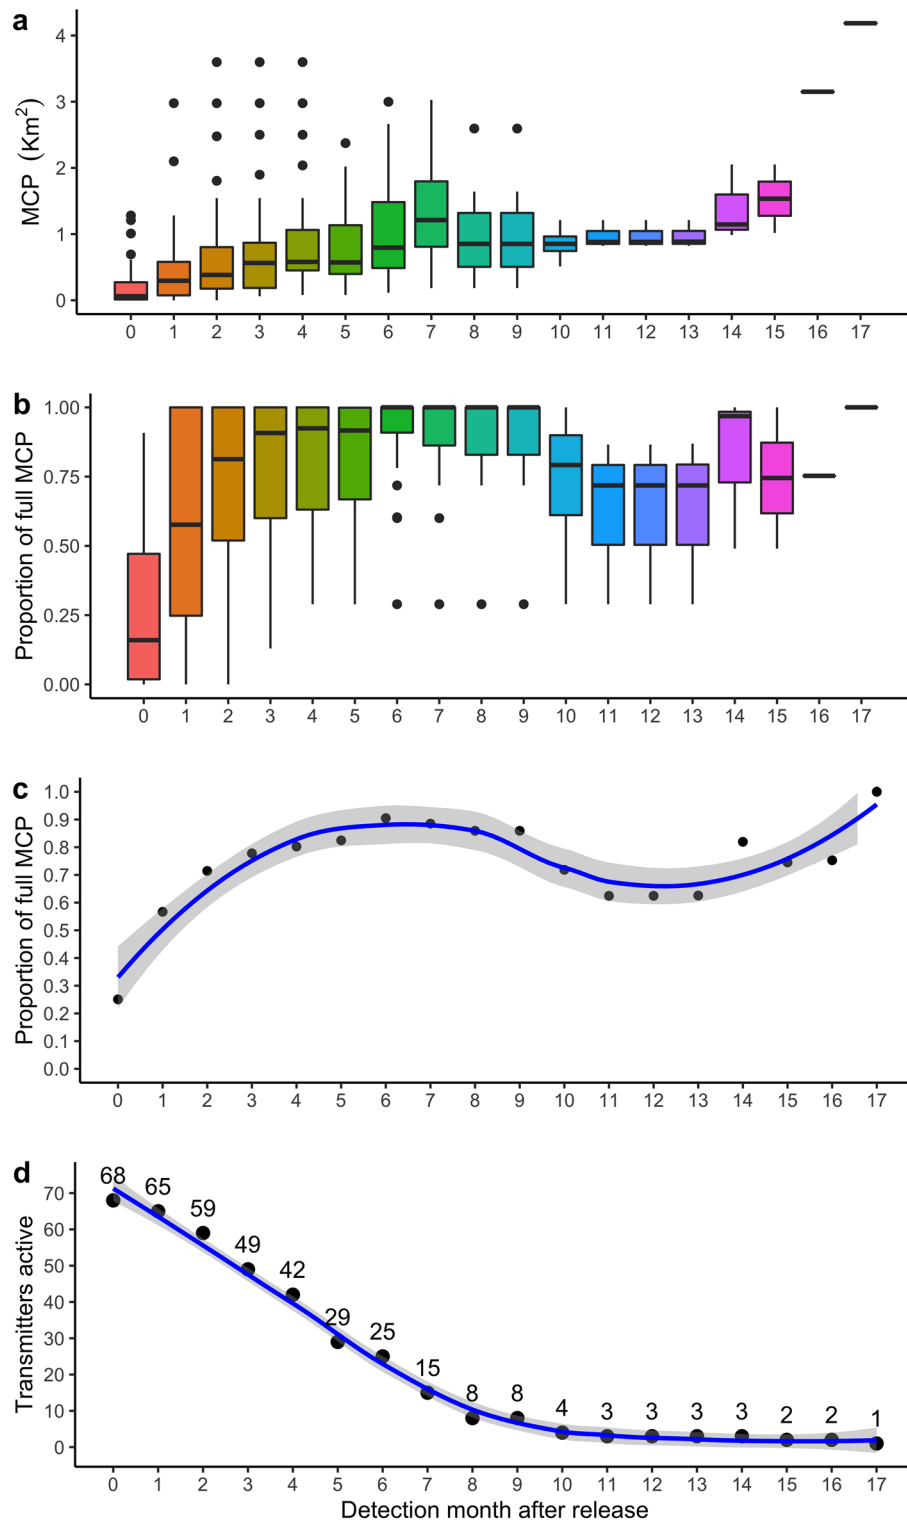 a
MCP (Km²)
4
3
2
1
0
0 1 2 3 4 5 6 7 8 9 10 11 12 13 14 15 16 17
b
Proportion of full MCP
1.00
0.75
0.50
0.25
0.00
0 1 2 3 4 5 6 7 8 9 10 11 12 13 14 15 16 17
c
Proportion of full MCP
1.0
0.9
0.8
0.7
0.6
0.5
0.4
0.3
0.2
0.1
0.0
0 1 2 3 4 5 6 7 8 9 10 11 12 13 14 15 16 17
d
Transmitters active
70
60
50
40
30
20
10
0
68 65 59 49 42 29 25 15 8 8 4 3 3 3 3 2 2 1
0 1 2 3 4 5 6 7 8 9 10 11 12 13 14 15 16 17
Detection month after release